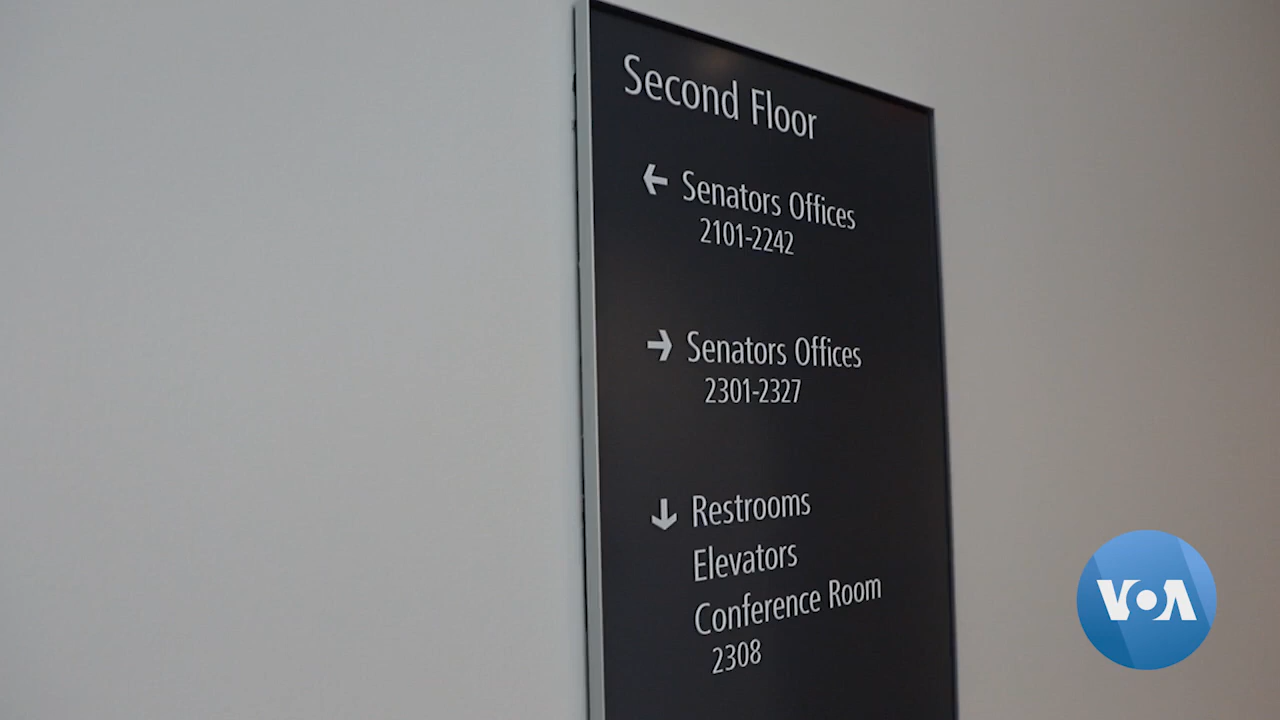 Second Floor
← Senators Offices
2101-2242
→ Senators Offices
2301-2327
↓ Restrooms
Elevators
Conference Room
2308
VOA